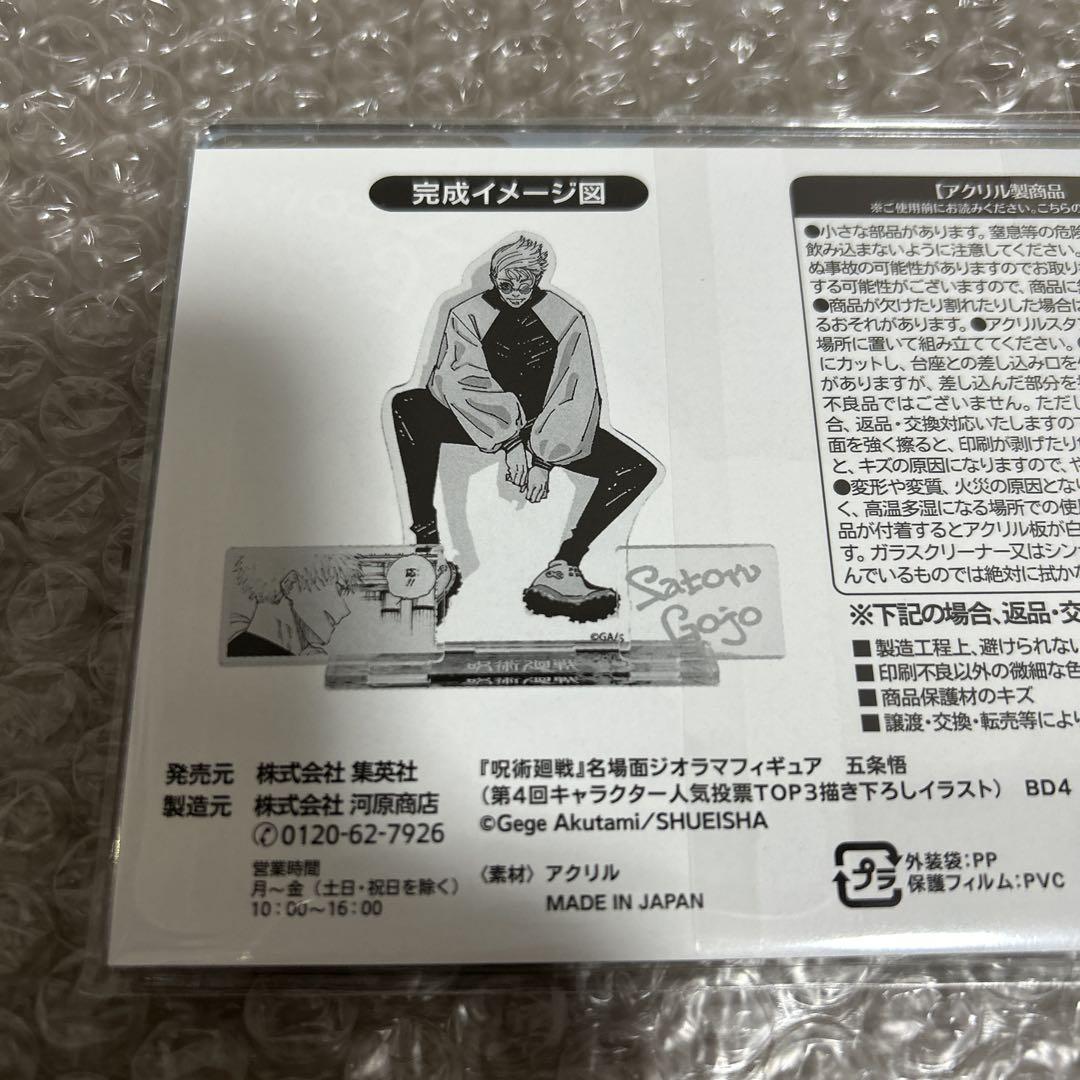 完成イメージ図
応!!
Satoru
Gojo
©GA/S
呪術廻戦
呪術廻戦
発売元 株式会社 集英社
製造元 株式会社 河原商店
0120-62-7926
営業時間
月〜金（土日・祝日を除く）
10:00〜16:00
『呪術廻戦』名場面ジオラマフィギュア 五条悟
（第4回キャラクター人気投票TOP3描き下ろしイラスト） BD4
©Gege Akutami/SHUEISHA
〈素材〉アクリル
MADE IN JAPAN
【アクリル製商品
※ご使用前にお読みください。こちらの
●小さな部品があります。窒息等の危険
飲み込まないように注意してください。
ぬ事故の可能性がありますのでお取り
する可能性がございますので、商品に
●商品が欠けたり割れたりした場合は
るおそれがあります。●アクリルスタ
場所に置いて組み立ててください。
にカットし、台座との差し込み口を
がありますが、差し込んだ部分を
不良品ではございません。ただし
合、返品・交換対応いたしますので
面を強く擦ると、印刷が剥げたり
と、キズの原因になりますので、や
●変形や変質、火災の原因とな
く、高温多湿になる場所での使
品が付着するとアクリル板が白
す。ガラスクリーナー又はシン
んでいるものでは絶対に拭かな
※下記の場合、返品・交
■製造工程上、避けられない
■印刷不良以外の微細な色
■商品保護材のキズ
■譲渡・交換・転売等により
プラ
外装袋:PP
保護フィルム:PVC